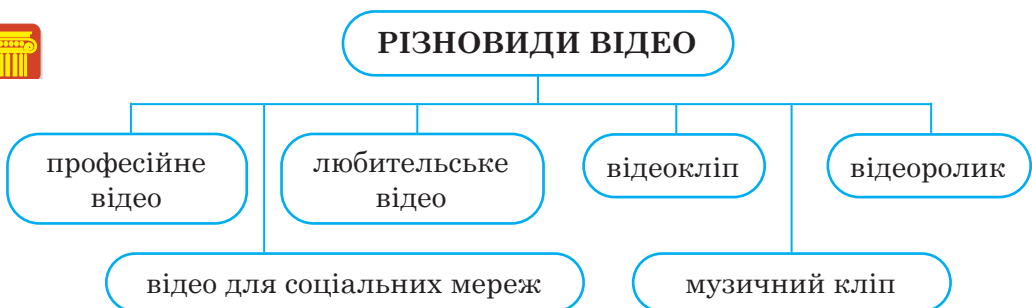 РІЗНОВИДИ ВІДЕО
професійне
відео
любительське
відео
відеокліп
відеоролик
відео для соціальних мереж
музичний кліп